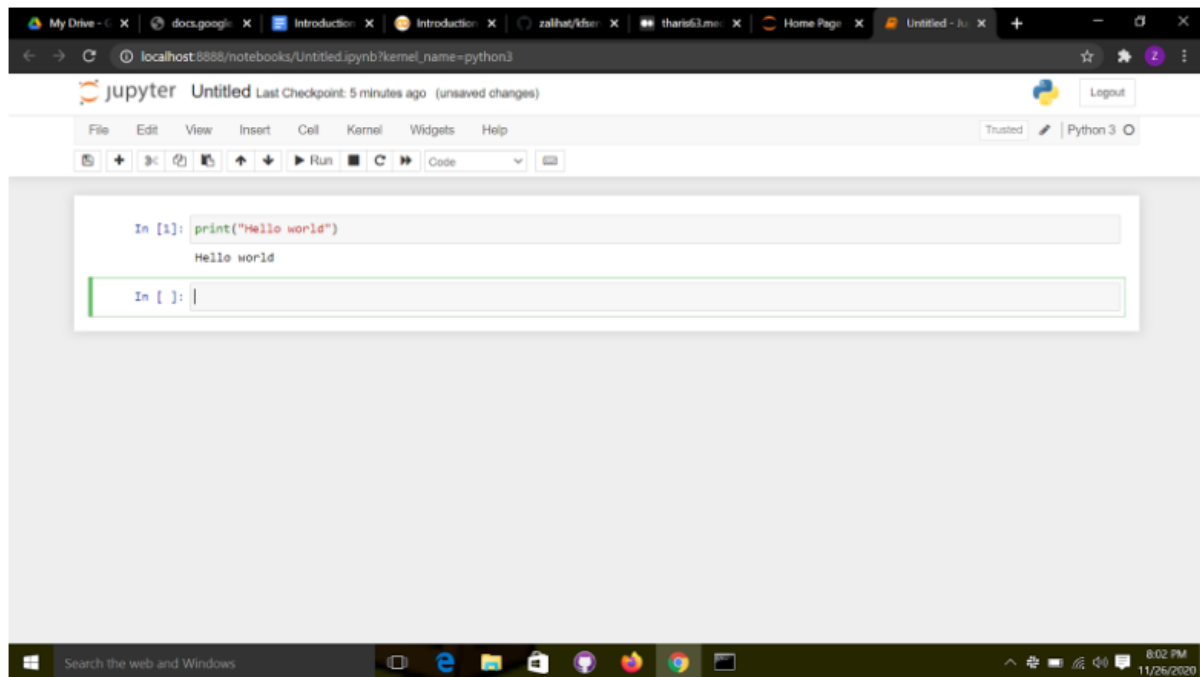 My Drive - G
docs.google
Introduction
Introduction
zalihat/kfser
tharis63.med
Home Page
Untitled - Ju
localhost:8888/notebooks/Untitled.ipynb?kernel_name=python3
Z
jupyter Untitled Last Checkpoint: 5 minutes ago (unsaved changes)
Logout
File Edit View Insert Cell Kernel Widgets Help
Trusted Python 3
Run Code
In [1]: print("Hello world")
Hello world
In [ ]:
Search the web and Windows
8:02 PM
11/26/2020